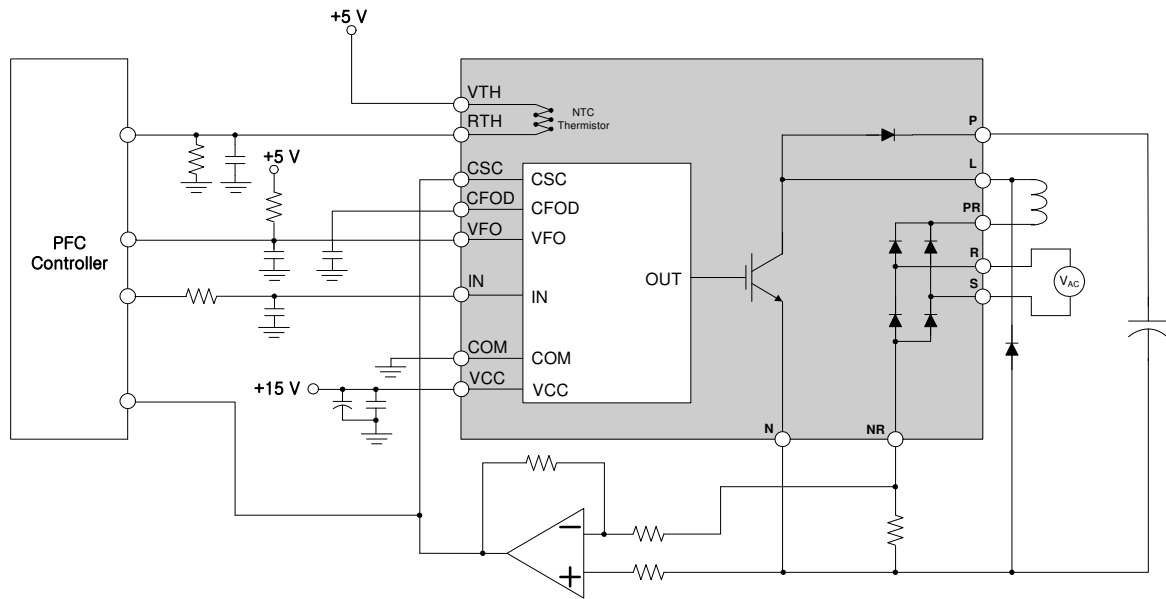 +5 V
VTH
RTH
NTC
Thermistor
P
+5 V
CSC
CSC
L
CFOD
CFOD
PR
PFC
Controller
VFO
VFO
R
IN
IN
OUT
S
VAC
COM
COM
+15 V
VCC
VCC
N
NR
−
+